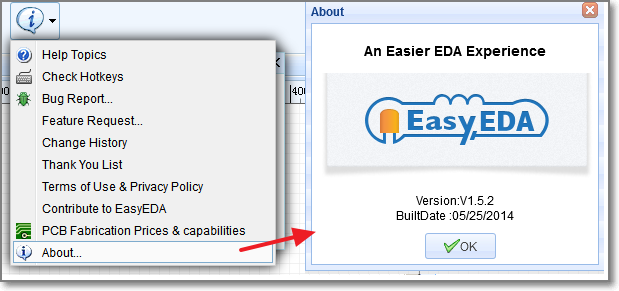 Help Topics
Check Hotkeys
Bug Report...
Feature Request...
Change History
Thank You List
Terms of Use & Privacy Policy
Contribute to EasyEDA
PCB Fabrication Prices & capabilities
About...
About
An Easier EDA Experience
EasyEDA
Version:V1.5.2
BuiltDate :05/25/2014
OK